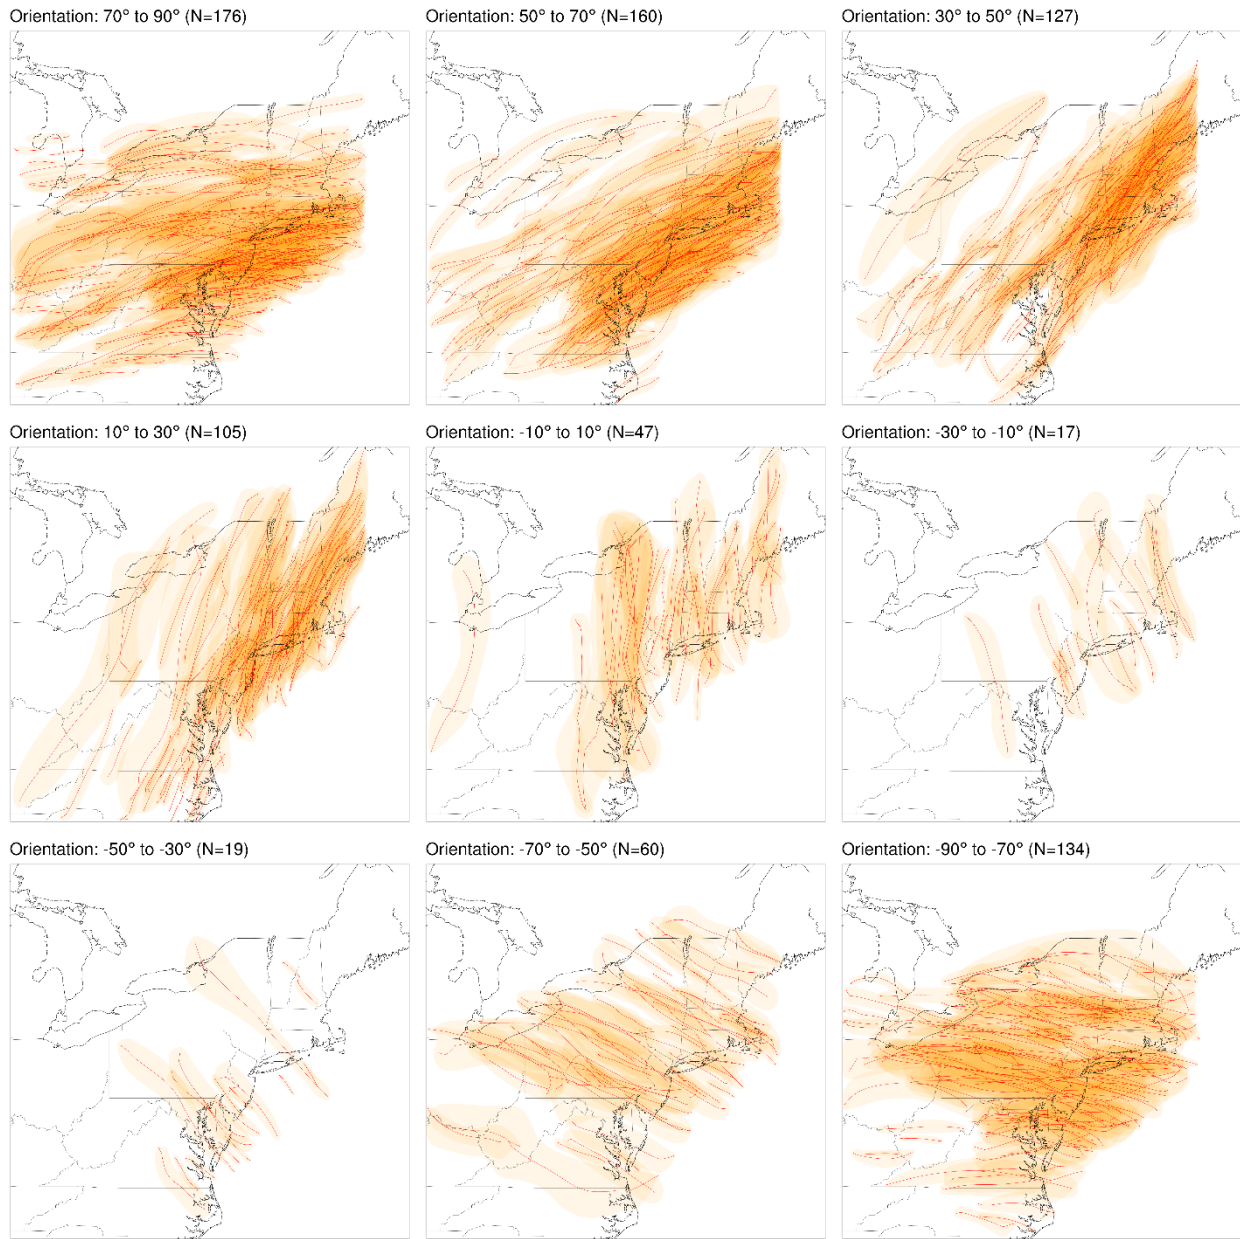 Orientation: 70° to 90° (N=176)
Orientation: 50° to 70° (N=160)
Orientation: 30° to 50° (N=127)
Orientation: 10° to 30° (N=105)
Orientation: -10° to 10° (N=47)
Orientation: -30° to -10° (N=17)
Orientation: -50° to -30° (N=19)
Orientation: -70° to -50° (N=60)
Orientation: -90° to -70° (N=134)